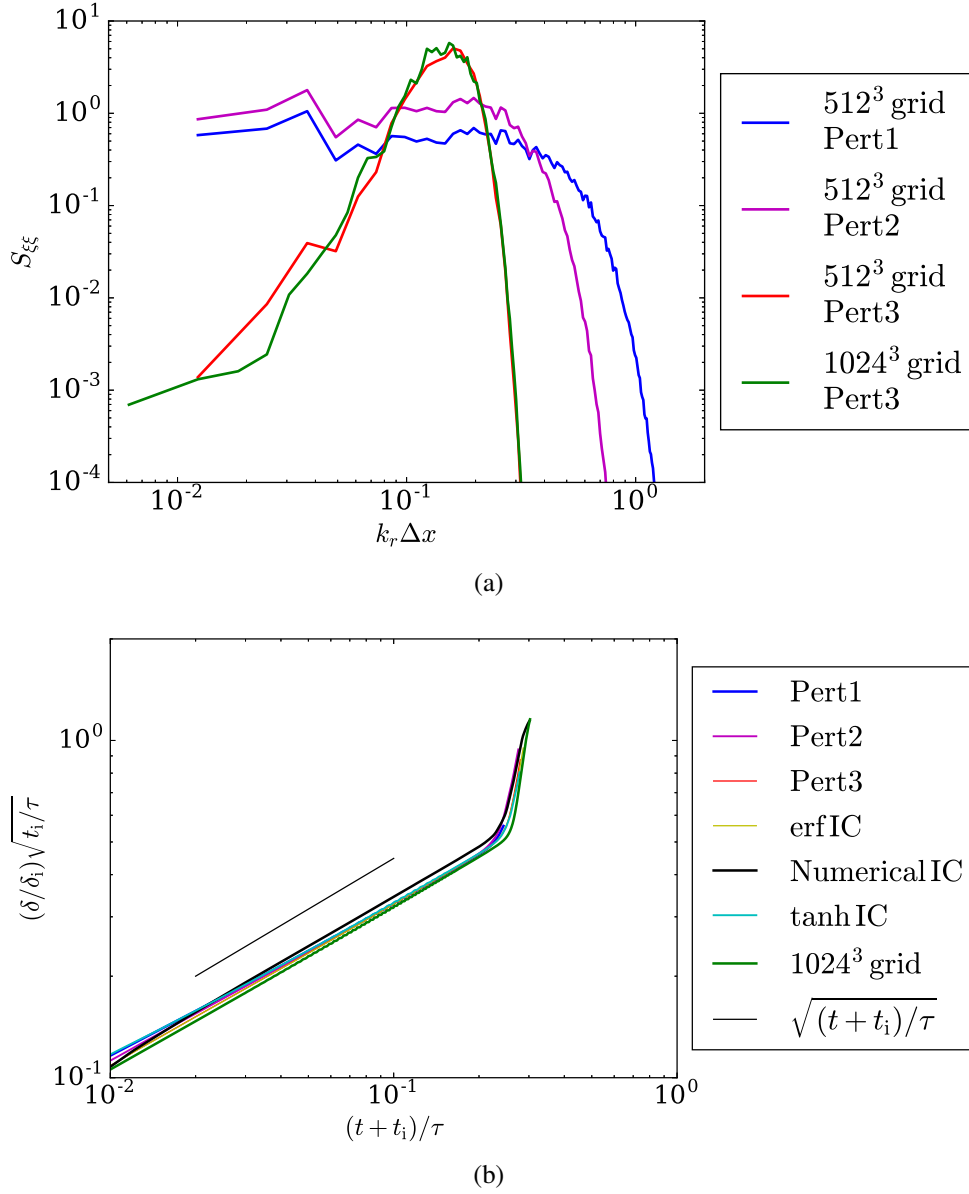 10^1
10^0
10^-1
10^-2
10^-3
10^-4
S_ξξ
10^-2
10^-1
10^0
k_r Δx
512^3 grid
Pert1
512^3 grid
Pert2
512^3 grid
Pert3
1024^3 grid
Pert3
(a)
10^0
10^-1
(δ/δ_i)√t_i/τ
10^-2
10^-1
10^0
(t + t_i)/τ
Pert1
Pert2
Pert3
erf IC
Numerical IC
tanh IC
1024^3 grid
√(t + t_i)/τ
(b)